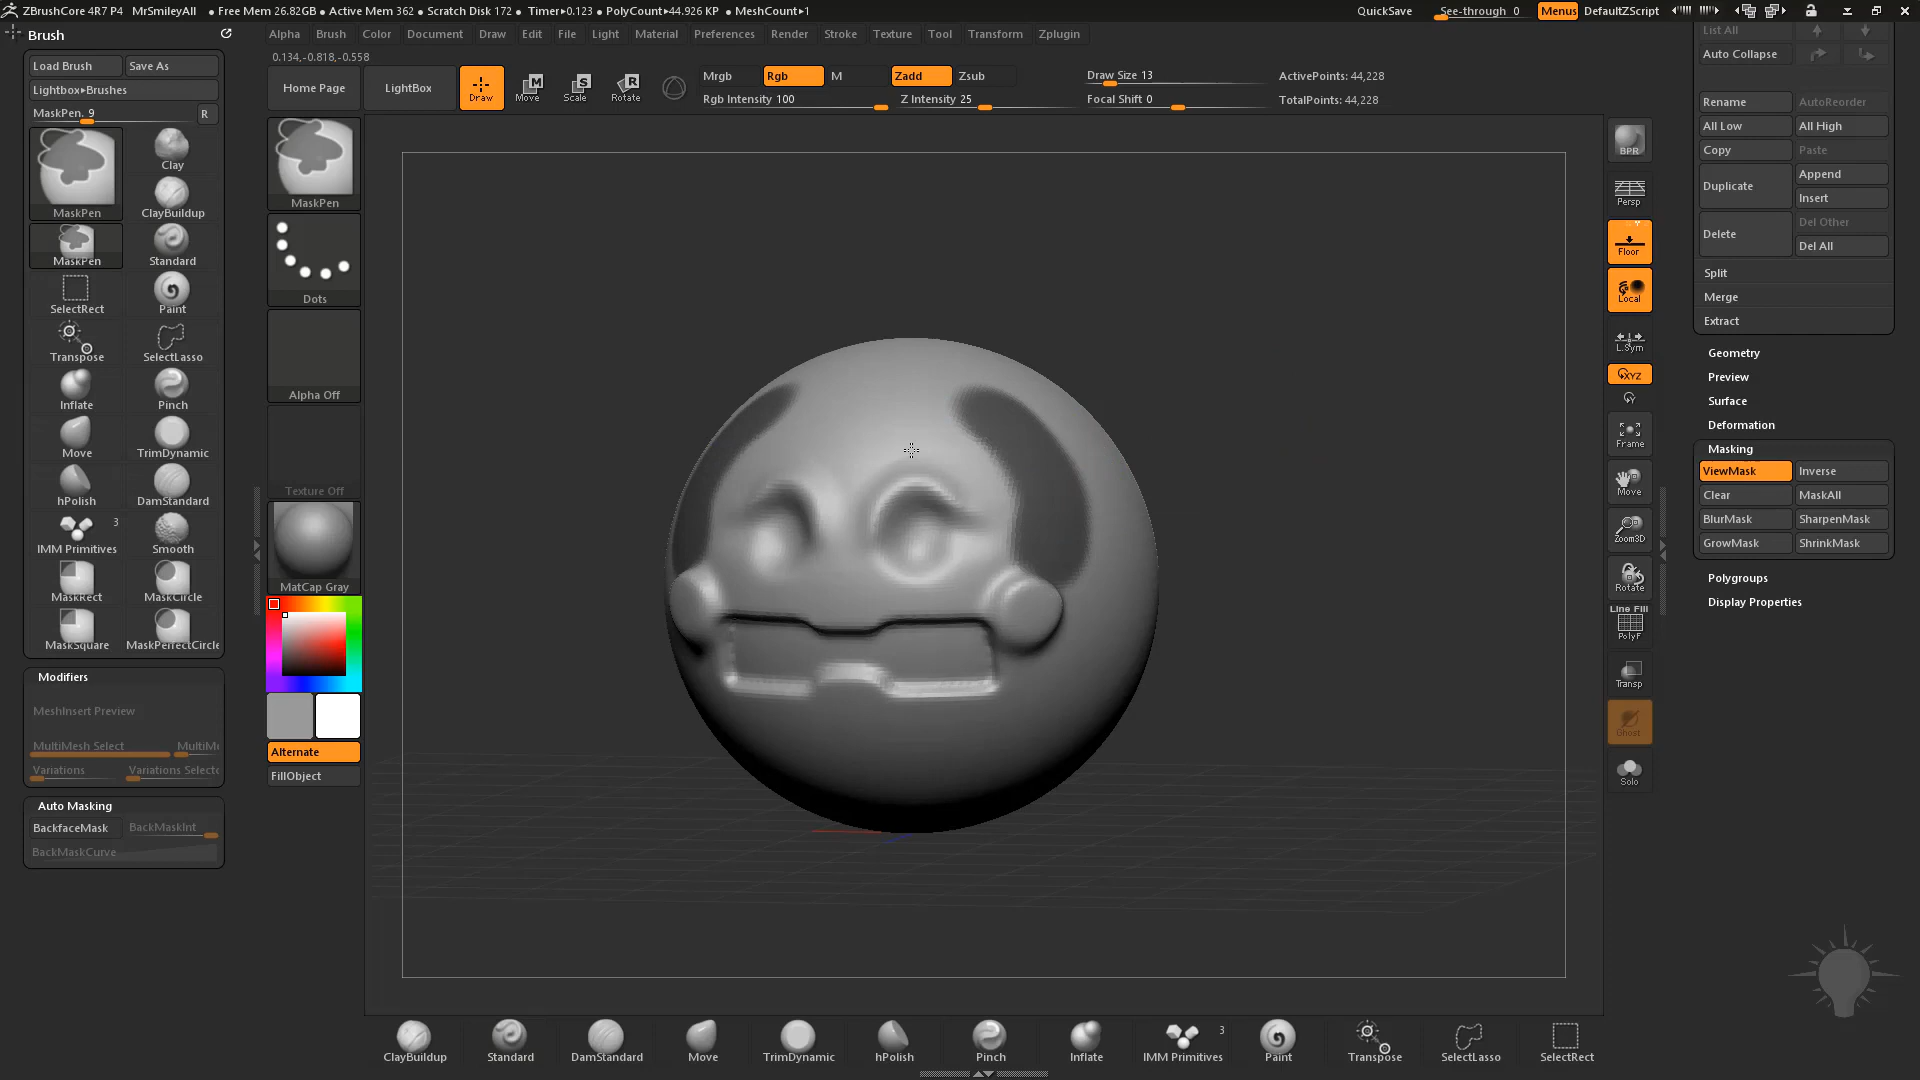 ZBrushCore 4R7 P4 MrSmileyAll • Free Mem 26.82GB • Active Mem 362 • Scratch Disk 172 • Timer▸0.123 • PolyCount▸44.926 KP • MeshCount▸1 QuickSave See-through 0 Menus DefaultZScript
Brush
Alpha Brush Color Document Draw Edit File Light Material Preferences Render Stroke Texture Tool Transform Zplugin
0.134,-0.818,-0.558
Load Brush Save As
Lightbox▸Brushes
MaskPen. 9 R
MaskPen
Clay
ClayBuildup
MaskPen
Standard
SelectRect
Paint
Transpose
SelectLasso
Inflate
Pinch
Move
TrimDynamic
hPolish
DamStandard
3
IMM Primitives
Smooth
MaskRect
MaskCircle
MaskSquare
MaskPerfectCircle
Modifiers
MeshInsert Preview
MultiMesh Select MultiM
Variations Variations Selecto
Auto Masking
BackfaceMask BackMaskInt
BackMaskCurve
Home Page
LightBox
Draw
M
Move
S
Scale
R
Rotate
Mrgb Rgb M Zadd Zsub
Rgb Intensity 100 Z Intensity 25
Draw Size 13
Focal Shift 0
ActivePoints: 44,228
TotalPoints: 44,228
MaskPen
Dots
Alpha Off
Texture Off
MatCap Gray
Alternate
FillObject
BPR
Persp
Floor
Local
L.Sym
XYZ
Y
Frame
Move
Zoom3D
Rotate
Line Fill
PolyF
Transp
Ghost
Solo
List All
Auto Collapse
Rename AutoReorder
All Low All High
Copy Paste
Duplicate Append
Insert
Delete Del Other
Del All
Split
Merge
Extract
Geometry
Preview
Surface
Deformation
Masking
ViewMask Inverse
Clear MaskAll
BlurMask SharpenMask
GrowMask ShrinkMask
Polygroups
Display Properties
ClayBuildup Standard DamStandard Move TrimDynamic hPolish Pinch Inflate IMM Primitives 3 Paint Transpose SelectLasso SelectRect